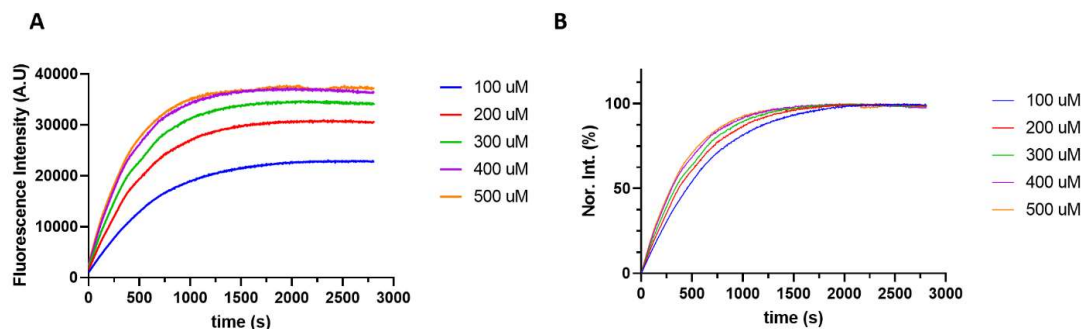 A
Fluorescence Intensity (A.U)
40000
30000
20000
10000
0
0 500 1000 1500 2000 2500 3000
time (s)
100 uM
200 uM
300 uM
400 uM
500 uM
B
Nor. Int. (%)
100
50
0
0 500 1000 1500 2000 2500 3000
time (s)
100 uM
200 uM
300 uM
400 uM
500 uM